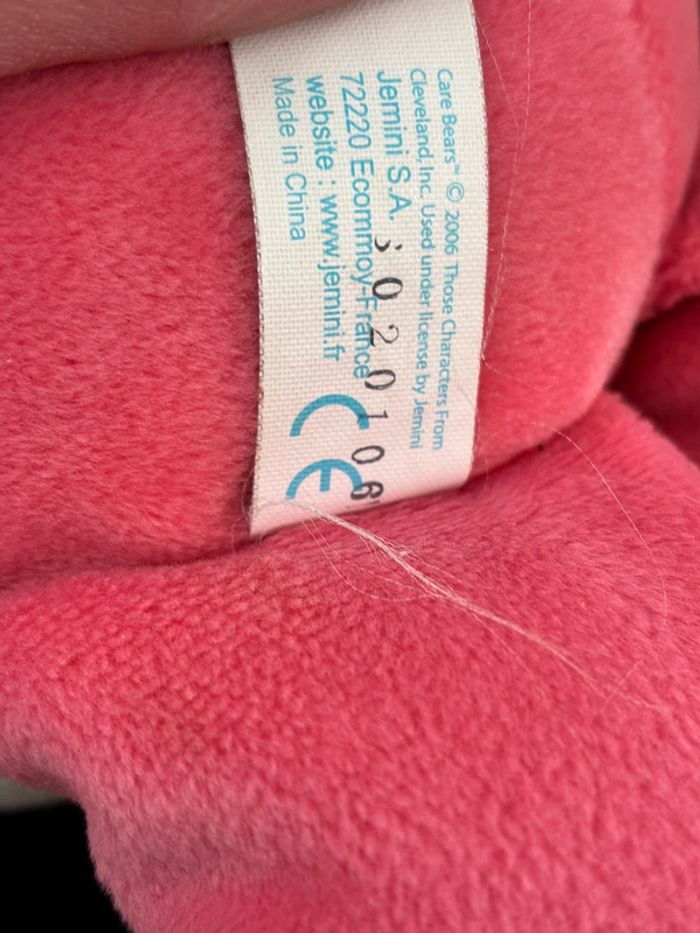 Care Bears™ © 2006 Those Characters From
Cleveland, Inc. Used under license by Jemini
Jemini S.A.
72220 Ecommoy-France
website : www.jemini.fr
Made in China
020106
CE